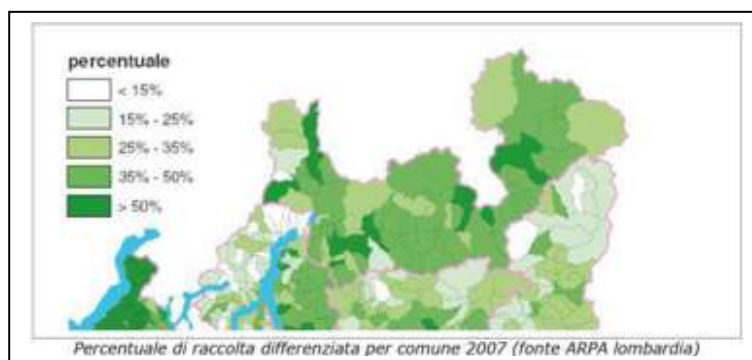 percentuale
< 15%
15% - 25%
25% - 35%
35% - 50%
> 50%
Percentuale di raccolta differenziata per comune 2007 (fonte ARPA lombardia)